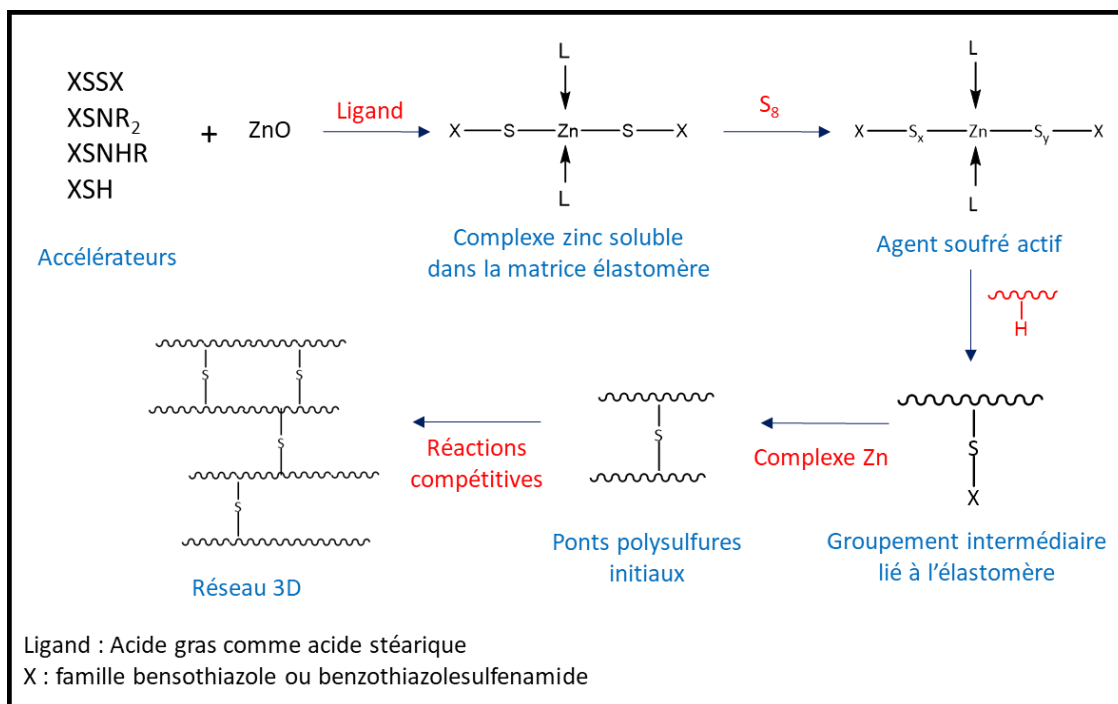 XSSX
XSNR₂
XSNHR
XSH
+
ZnO
Ligand
L
X—S—Zn—S—X
L
S₈
L
X—Sₓ—Zn—Sᵧ—X
L
Accélérateurs
Complexe zinc soluble
dans la matrice élastomère
Agent soufré actif
H
S
X
Groupement intermédiaire
lié à l'élastomère
Complexe Zn
S
Ponts polysulfures
initiaux
Réactions
compétitives
S S
S
S
Réseau 3D
Ligand : Acide gras comme acide stéarique
X : famille bensothiazole ou benzothiazolesulfenamide